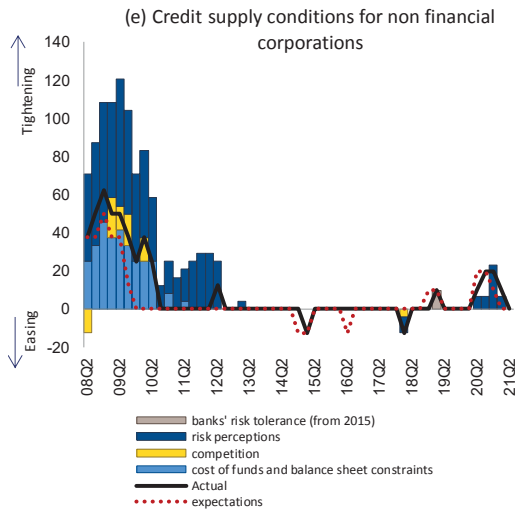 (e) Credit supply conditions for non financial
corporations
Tightening
Easing
140
120
100
80
60
40
20
0
-20
08Q2
09Q2
10Q2
11Q2
12Q2
13Q2
14Q2
15Q2
16Q2
17Q2
18Q2
19Q2
20Q2
21Q2
banks' risk tolerance (from 2015)
risk perceptions
competition
cost of funds and balance sheet constraints
Actual
expectations